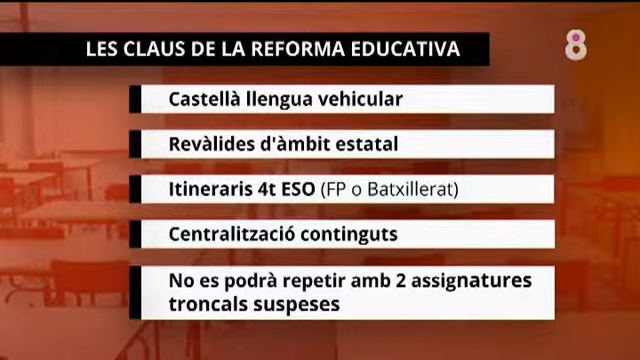 LES CLAUS DE LA REFORMA EDUCATIVA
8
Castellà llengua vehicular
Revàlides d'àmbit estatal
Itineraris 4t ESO (FP o Batxillerat)
Centralització continguts
No es podrà repetir amb 2 assignatures
troncals suspeses